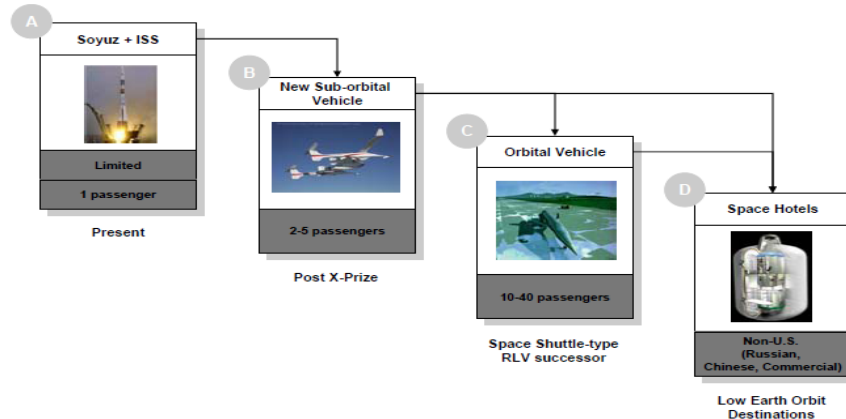 A
Soyuz + ISS
Limited
1 passenger
Present
B
New Sub-orbital
Vehicle
2-5 passengers
Post X-Prize
C
Orbital Vehicle
10-40 passengers
Space Shuttle-type
RLV successor
D
Space Hotels
Non-U.S.
(Russian,
Chinese, Commercial)
Low Earth Orbit
Destinations